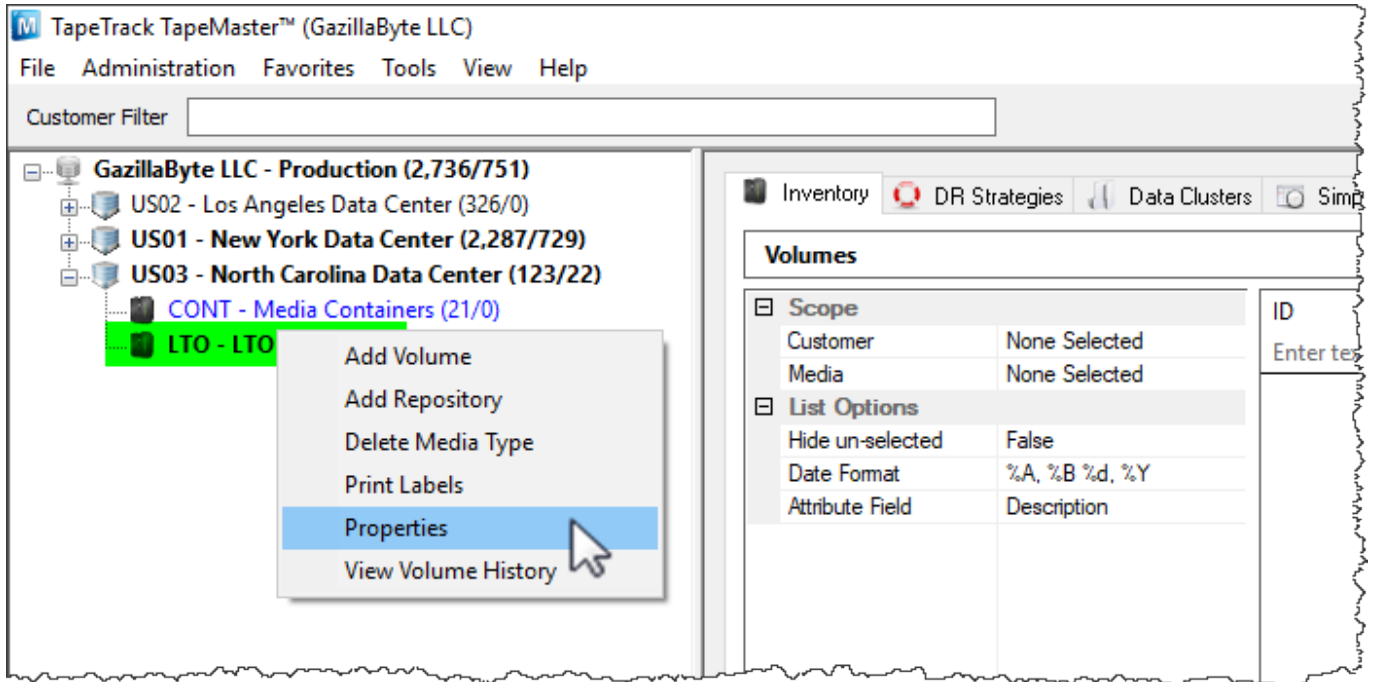 TapeTrack TapeMaster™ (GazillaByte LLC)
File Administration Favorites Tools View Help
Customer Filter
GazillaByte LLC - Production (2,736/751)
US02 - Los Angeles Data Center (326/0)
US01 - New York Data Center (2,287/729)
US03 - North Carolina Data Center (123/22)
CONT - Media Containers (21/0)
LTO - LTO
Add Volume
Add Repository
Delete Media Type
Print Labels
Properties
View Volume History
Inventory DR Strategies Data Clusters
Volumes
Scope
Customer None Selected
Media None Selected
List Options
Hide un-selected False
Date Format %A, %B %d, %Y
Attribute Field Description
ID
Enter